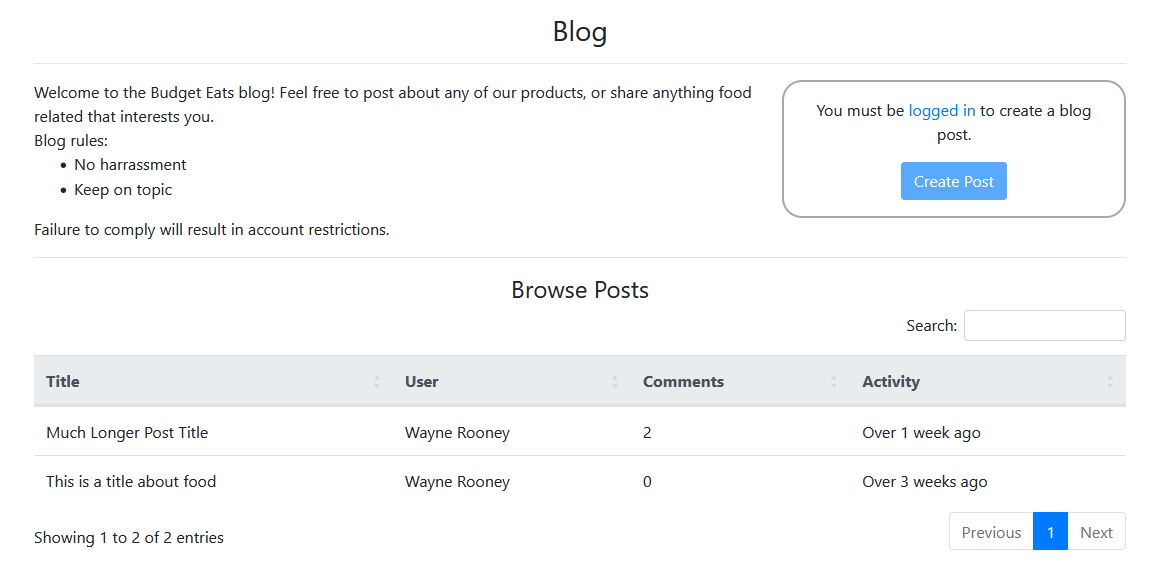 Blog
Welcome to the Budget Eats blog! Feel free to post about any of our products, or share anything food
related that interests you.
Blog rules:
No harrassment
Keep on topic
Failure to comply will result in account restrictions.
You must be logged in to create a blog
post.
Create Post
Browse Posts
Search:
Title User Comments Activity
Much Longer Post Title Wayne Rooney 2 Over 1 week ago
This is a title about food Wayne Rooney 0 Over 3 weeks ago
Showing 1 to 2 of 2 entries
Previous 1 Next